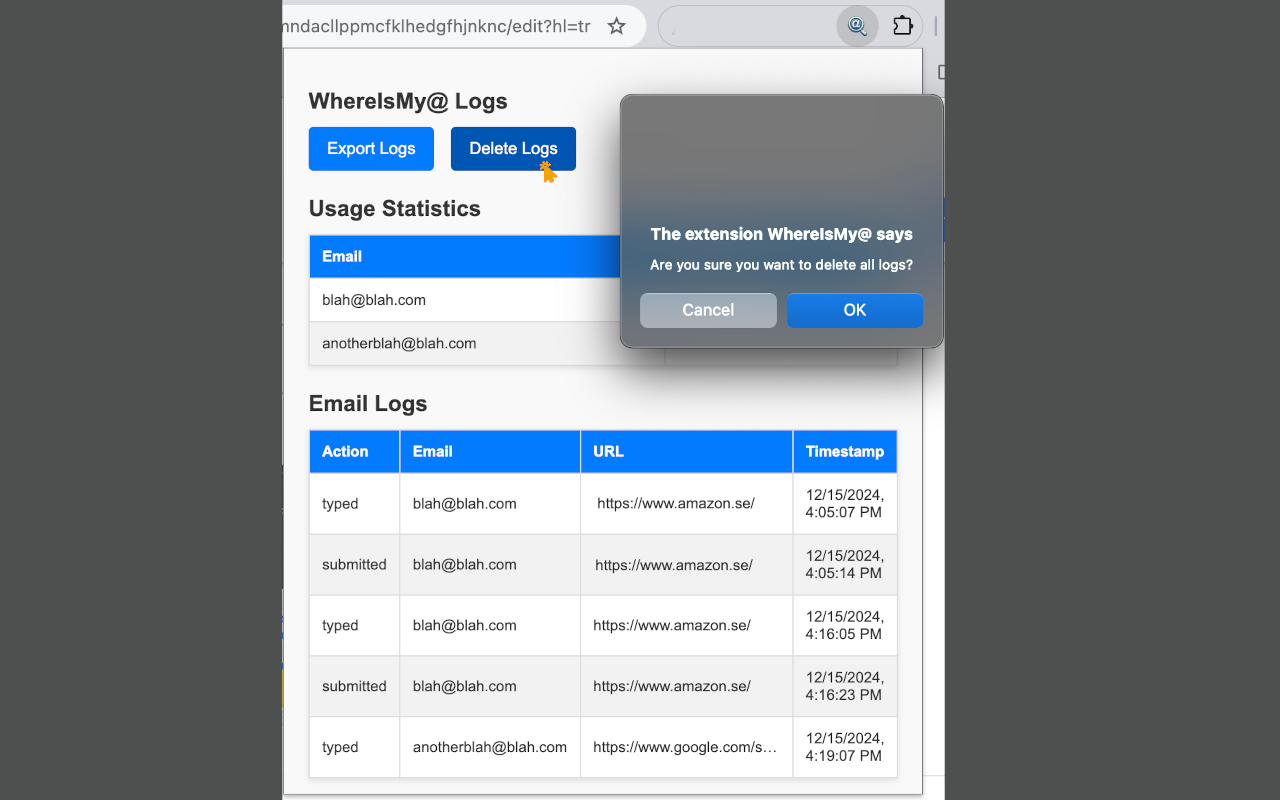 mndacllppmcfklhedgfhjnknc/edit?hl=tr
WhereIsMy@ Logs
Export Logs
Delete Logs
The extension WhereIsMy@ says
Are you sure you want to delete all logs?
Cancel
OK
Usage Statistics
Email
blah@blah.com
anotherblah@blah.com
Email Logs
Action Email URL Timestamp
typed blah@blah.com https://www.amazon.se/ 12/15/2024,
4:05:07 PM
submitted blah@blah.com https://www.amazon.se/ 12/15/2024,
4:05:14 PM
typed blah@blah.com https://www.amazon.se/ 12/15/2024,
4:16:05 PM
submitted blah@blah.com https://www.amazon.se/ 12/15/2024,
4:16:23 PM
typed anotherblah@blah.com https://www.google.com/s... 12/15/2024,
4:19:07 PM